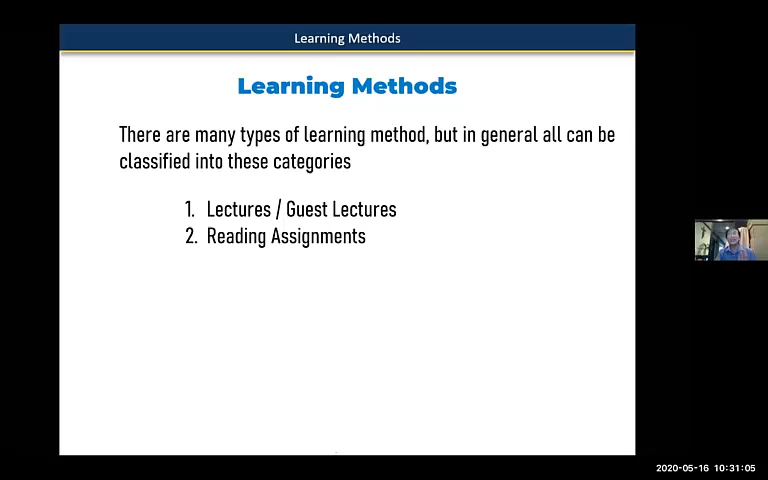 Learning Methods
Learning Methods
There are many types of learning method, but in general all can be
classified into these categories
1. Lectures / Guest Lectures
2. Reading Assignments
2020-05-16 10:31:05